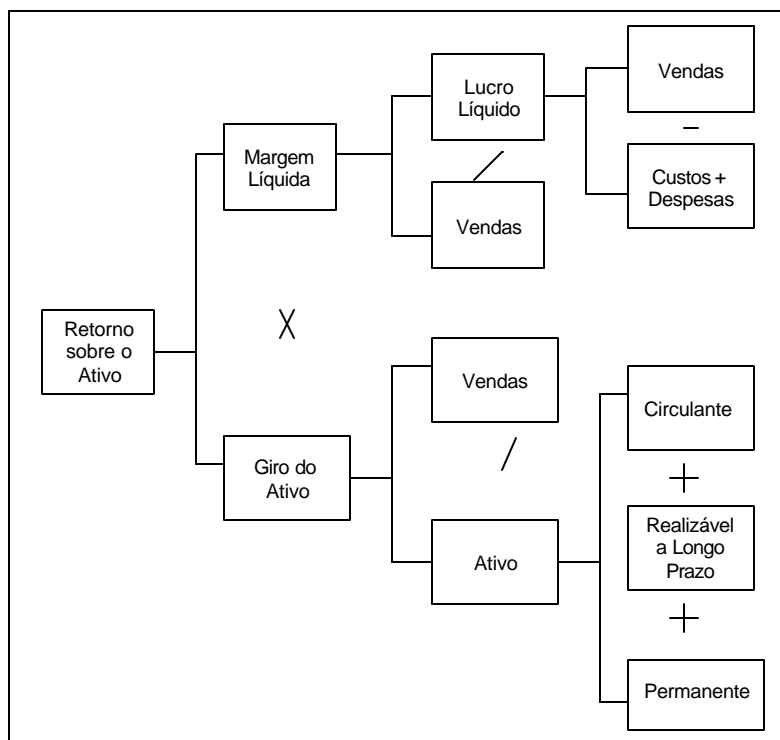 Vendas
Lucro
Líquido
–
Margem
Líquida
/
Custos +
Despesas
Vendas
Retorno
sobre o
Ativo
X
Vendas
Circulante
Giro do
Ativo
/
+
Realizável
a Longo
Prazo
Ativo
+
Permanente